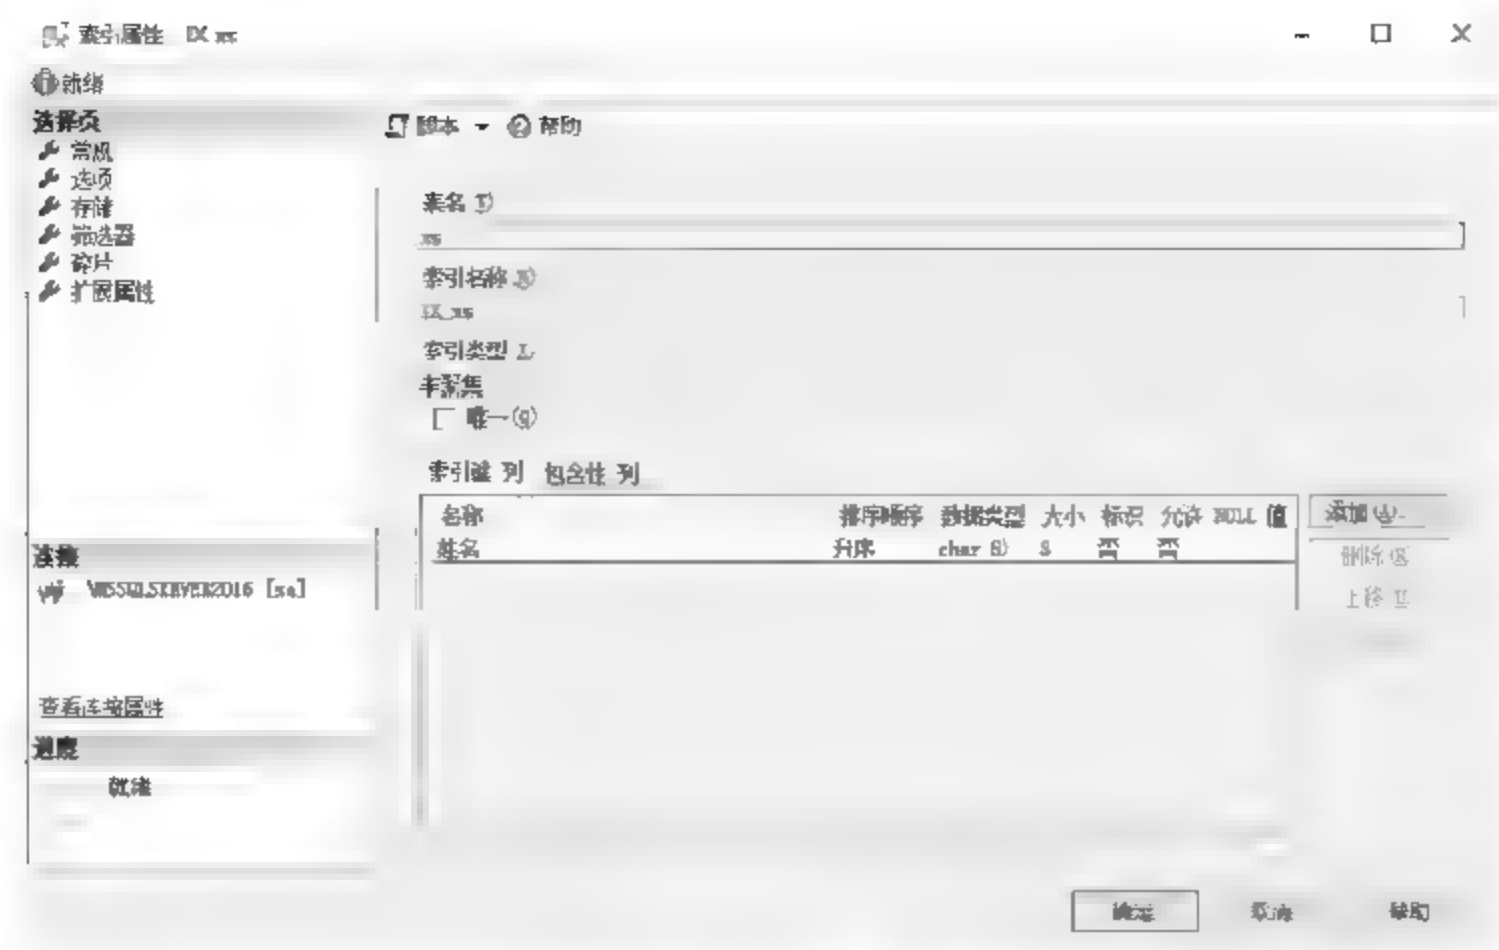 索引属性 IX_xs
就绪
选择页
脚本 帮助
常规
选项
存储
筛选器
碎片
扩展属性
表名(T)
xs
索引名称(N)
IX_xs
索引类型
非聚集
唯一(Q)
索引键 列 包含性 列
名称 排序顺序 数据类型 大小 标识 允许 NULL 值
姓名 升序 char(8) 8 否 否
添加(A)...
删除(R)
上移(U)
连接
\MSSQLSERVER2016 [sa]
查看连接属性
进度
就绪
确定 取消 帮助